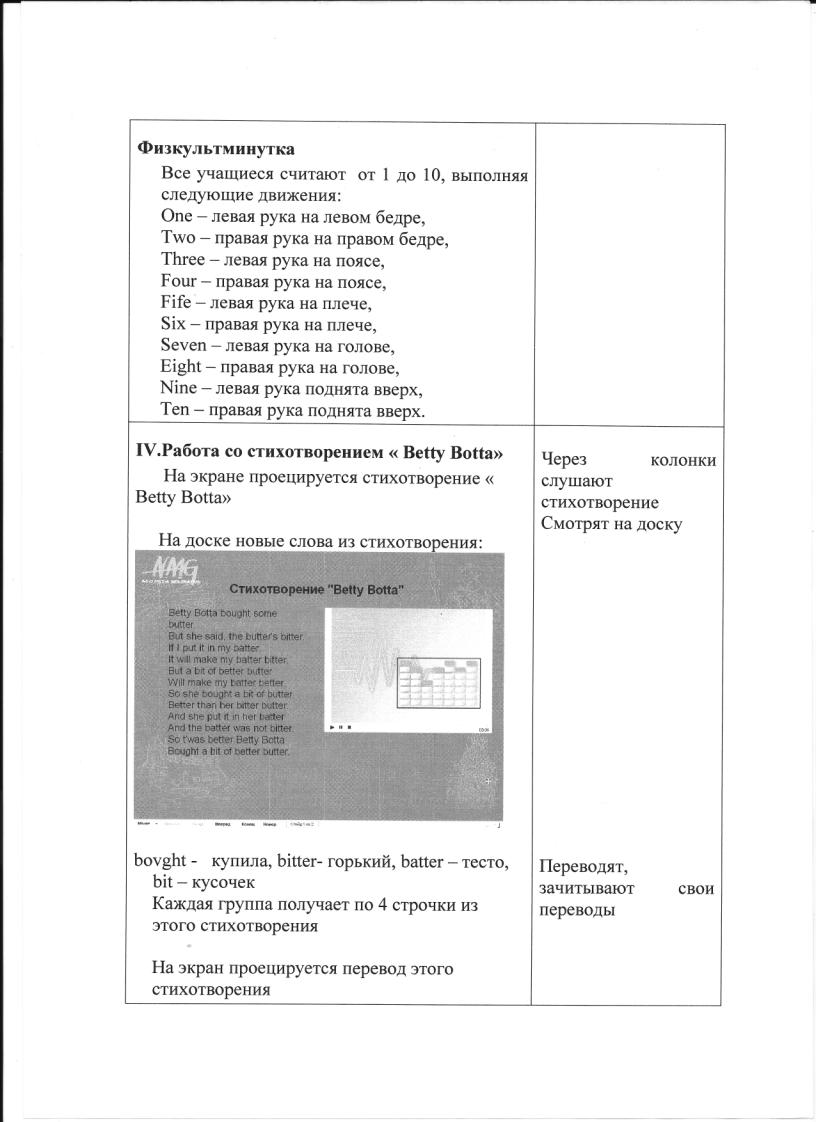 Физкультминутка
Все учащиеся считают от 1 до 10, выполняя
следующие движения:
One – левая рука на левом бедре,
Two – правая рука на правом бедре,
Three – левая рука на поясе,
Four – правая рука на поясе,
Fife – левая рука на плече,
Six – правая рука на плече,
Seven – левая рука на голове,
Eight – правая рука на голове,
Nine – левая рука поднята вверх,
Ten – правая рука поднята вверх.
IV.Работа со стихотворением « Betty Botta»
На экране проецируется стихотворение «
Betty Botta»
На доске новые слова из стихотворения:
NMG
Стихотворение "Betty Botta"
Betty Botta bought some
butter
But she said, the butter's bitter
If I put it in my batter
It will make my batter bitter,
But a bit of better butter
Will make my batter better.
So she bought a bit of butter
Better than her bitter butter
And she put it in her batter
And the batter was not bitter.
So t'was better Betty Botta
Bought a bit of better butter.
Вперед Конец Номер
bovght - купила, bitter- горький, batter – тесто,
bit – кусочек
Каждая группа получает по 4 строчки из
этого стихотворения
На экран проецируется перевод этого
стихотворения
Через колонки
слушают
стихотворение
Смотрят на доску
Переводят,
зачитывают свои
переводы